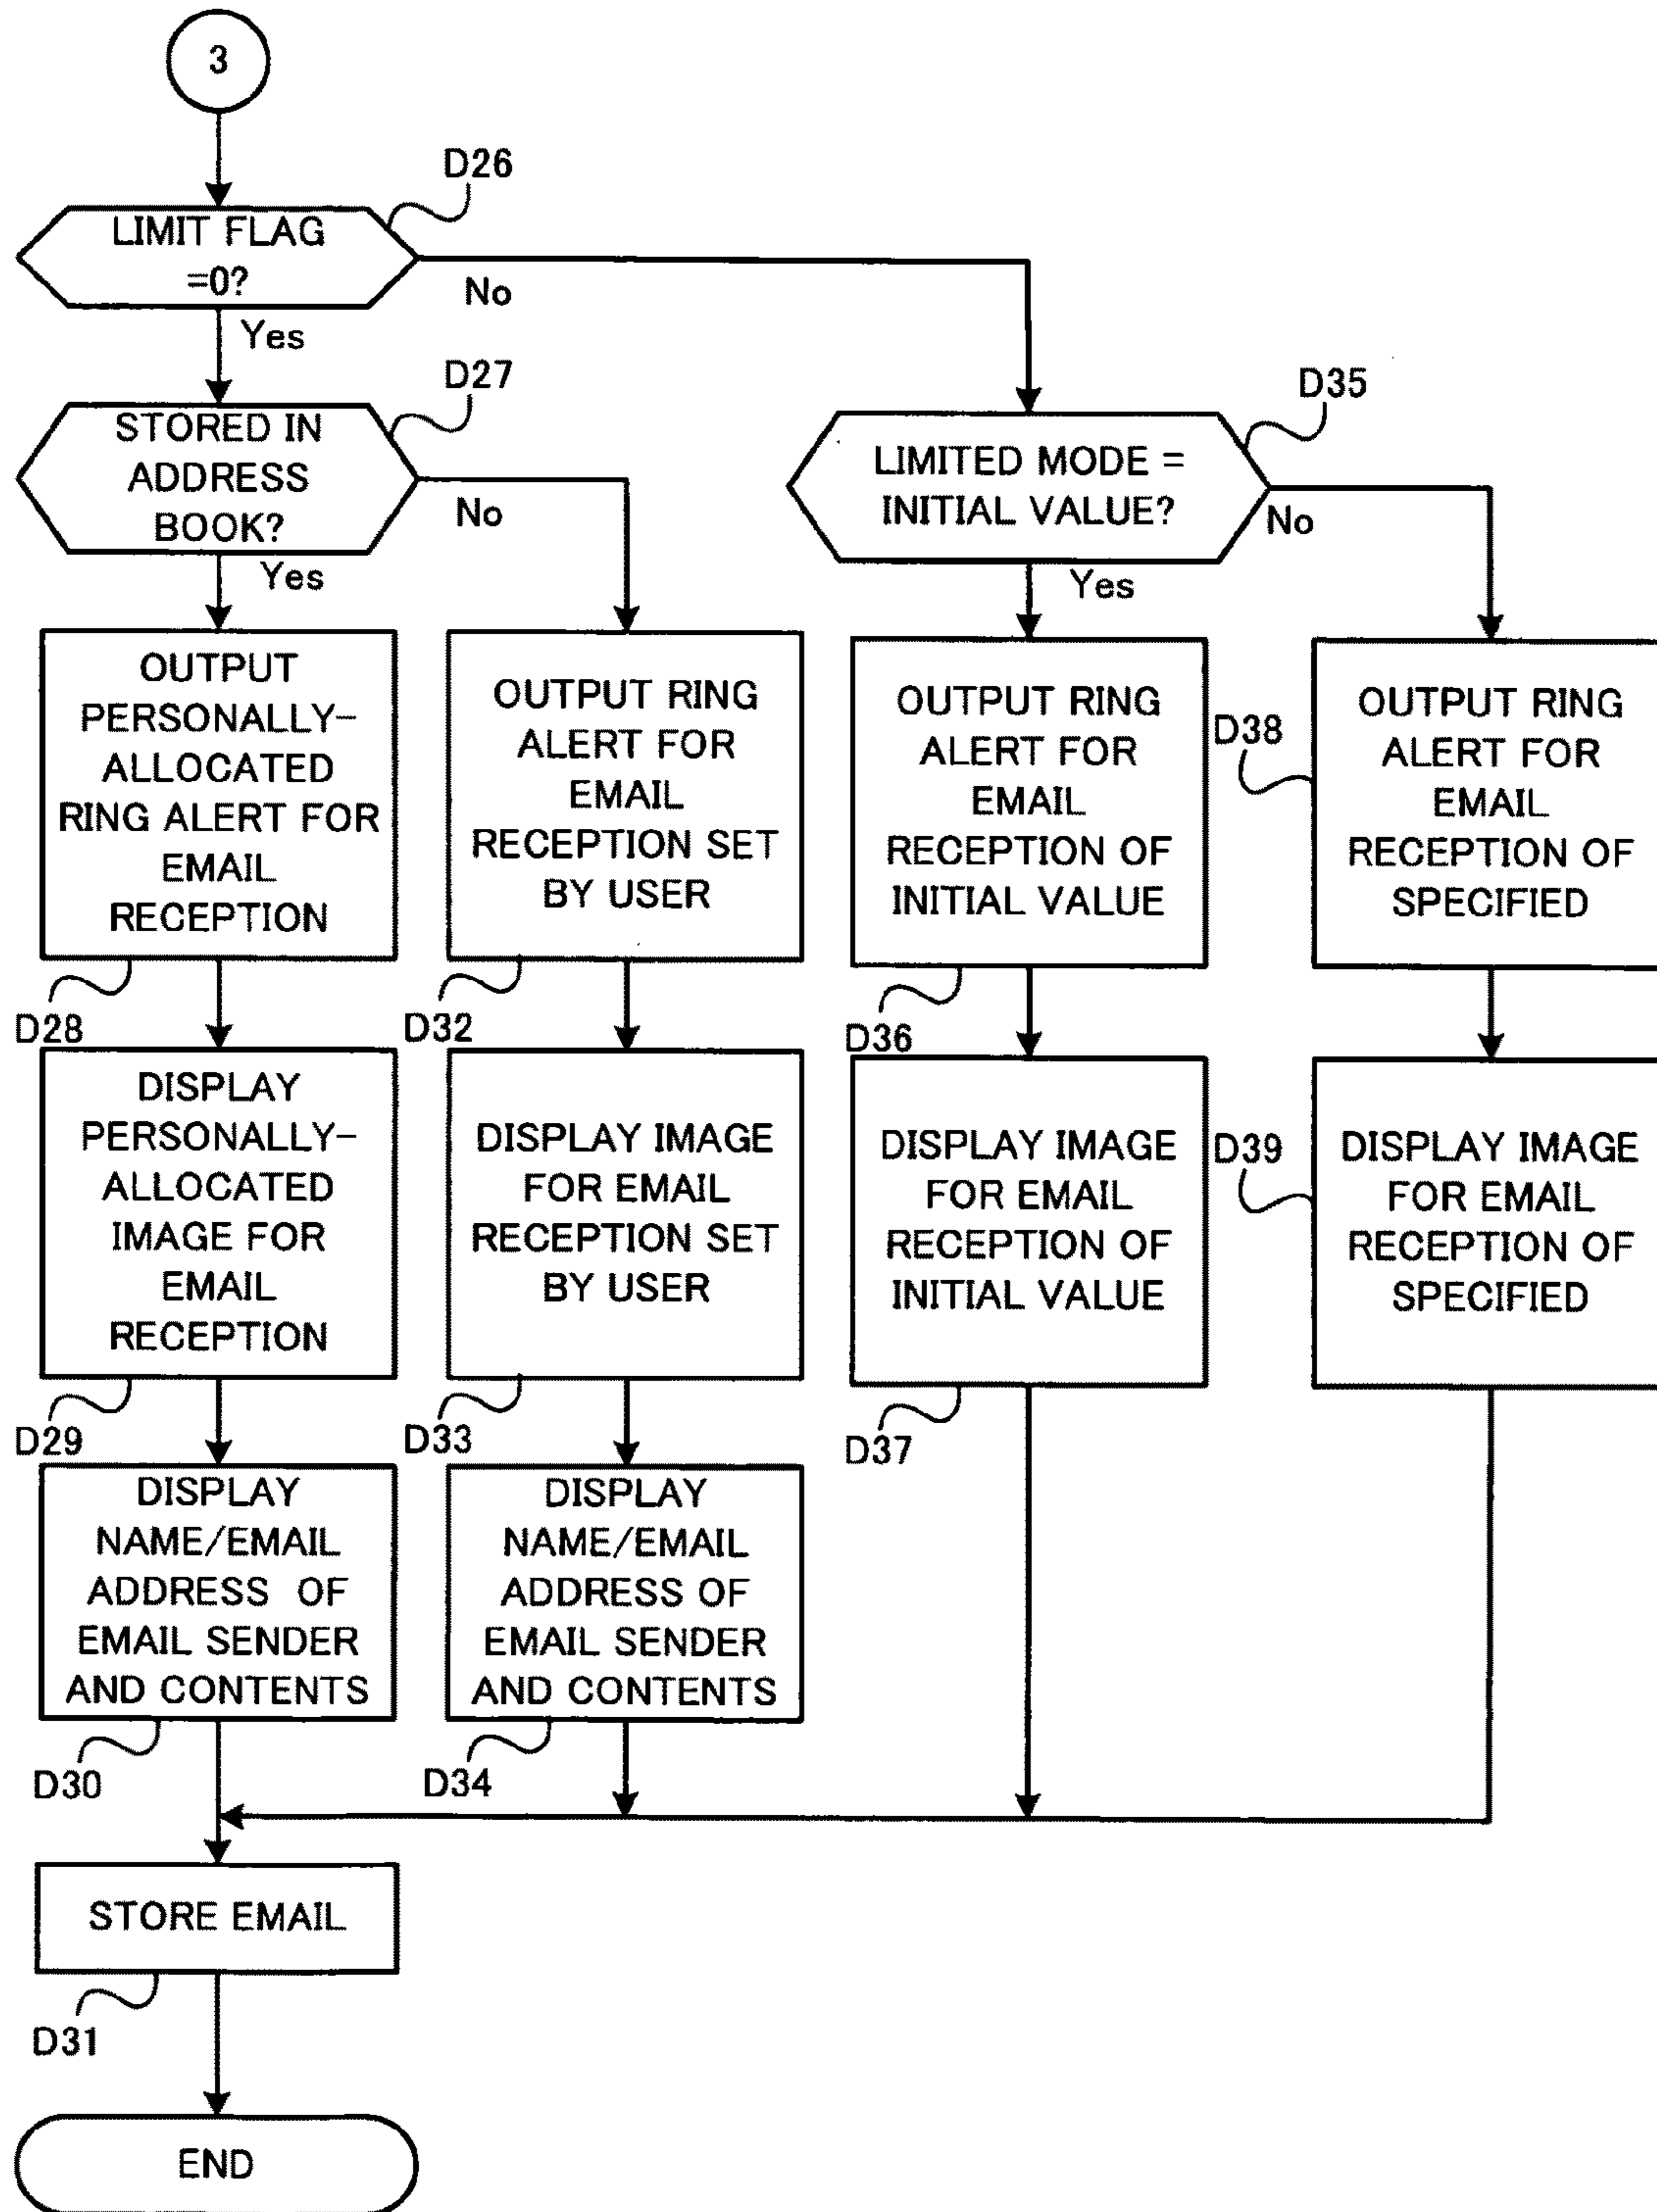 3
D26
LIMIT FLAG
=0?
No
Yes
D27
STORED IN
ADDRESS
BOOK?
No
Yes
D35
LIMITED MODE =
INITIAL VALUE?
No
Yes
OUTPUT
PERSONALLY-
ALLOCATED
RING ALERT FOR
EMAIL
RECEPTION
D28
OUTPUT RING
ALERT FOR
EMAIL
RECEPTION SET
BY USER
D32
OUTPUT RING
ALERT FOR
EMAIL
RECEPTION OF
INITIAL VALUE
D36
D38
OUTPUT RING
ALERT FOR
EMAIL
RECEPTION OF
SPECIFIED
DISPLAY
PERSONALLY-
ALLOCATED
IMAGE FOR
EMAIL
RECEPTION
D29
DISPLAY IMAGE
FOR EMAIL
RECEPTION SET
BY USER
D33
DISPLAY IMAGE
FOR EMAIL
RECEPTION OF
INITIAL VALUE
D37
D39
DISPLAY IMAGE
FOR EMAIL
RECEPTION OF
SPECIFIED
DISPLAY
NAME/EMAIL
ADDRESS OF
EMAIL SENDER
AND CONTENTS
D30
DISPLAY
NAME/EMAIL
ADDRESS OF
EMAIL SENDER
AND CONTENTS
D34
STORE EMAIL
D31
END